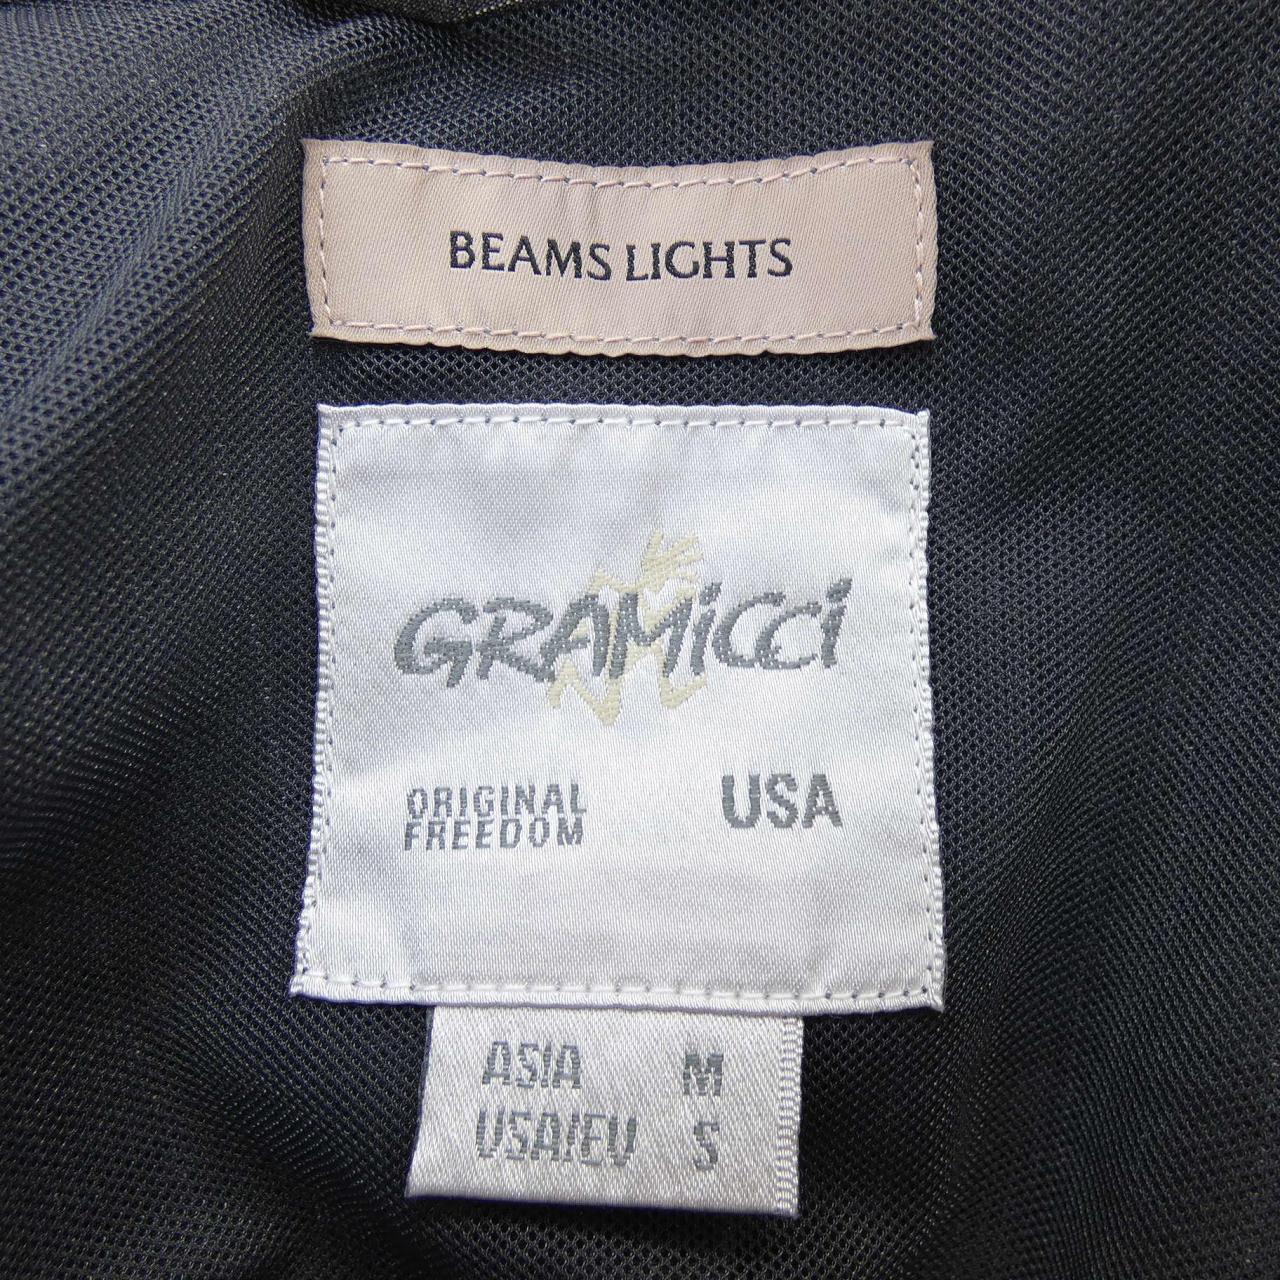 BEAMS LIGHTS
GRAMiCCi
ORIGINAL
FREEDOM
USA
ASIA M
USA/EU S